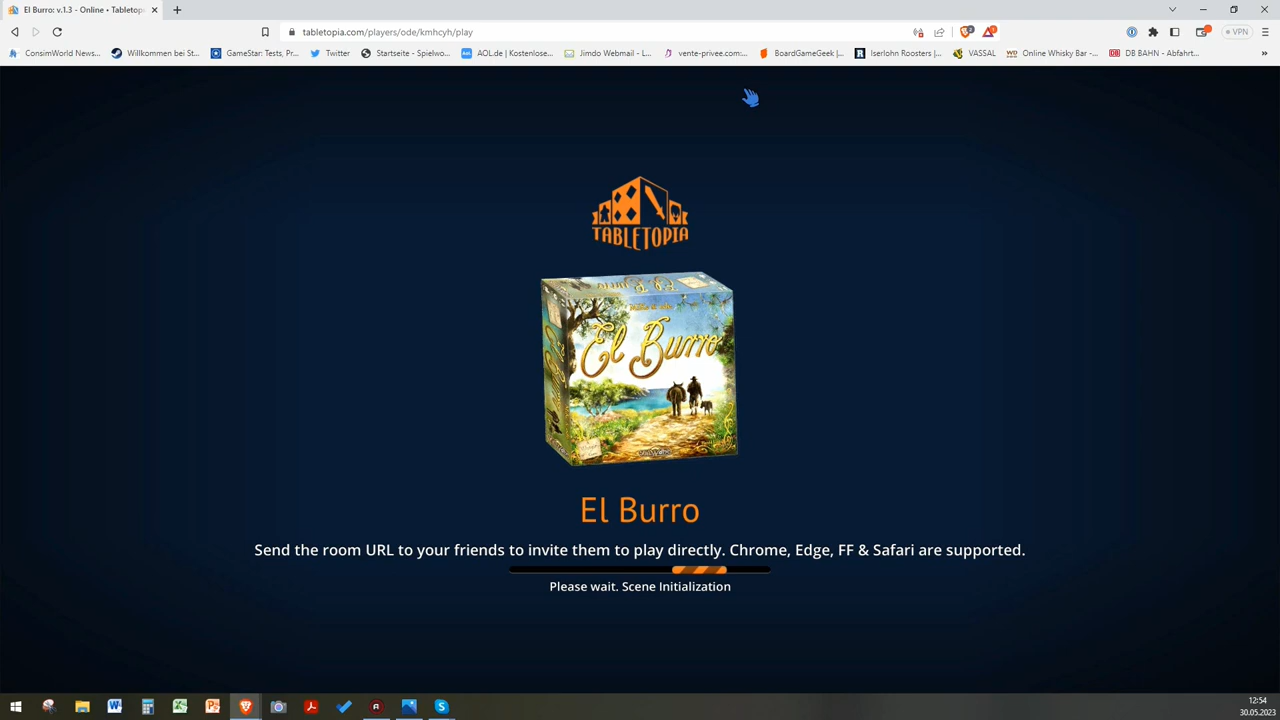 El Burro: v.1.3 - Online • Tabletop
tabletopia.com/players/ode/kmhcyh/play
VPN
ConsimWorld News...
Willkommen bei St...
GameStar: Tests, Pr...
Twitter
Startseite - Spielwo...
AOL.de | Kostenlose...
Jimdo Webmail - L...
vente-privee.com:...
BoardGameGeek |...
Iserlohn Roosters |...
VASSAL
Online Whisky Bar -...
DB BAHN - Abfahrt...
»
TABLETOPIA
El Burro
El Burro
Send the room URL to your friends to invite them to play directly. Chrome, Edge, FF & Safari are supported.
Please wait. Scene Initialization
12:54
30.05.2023